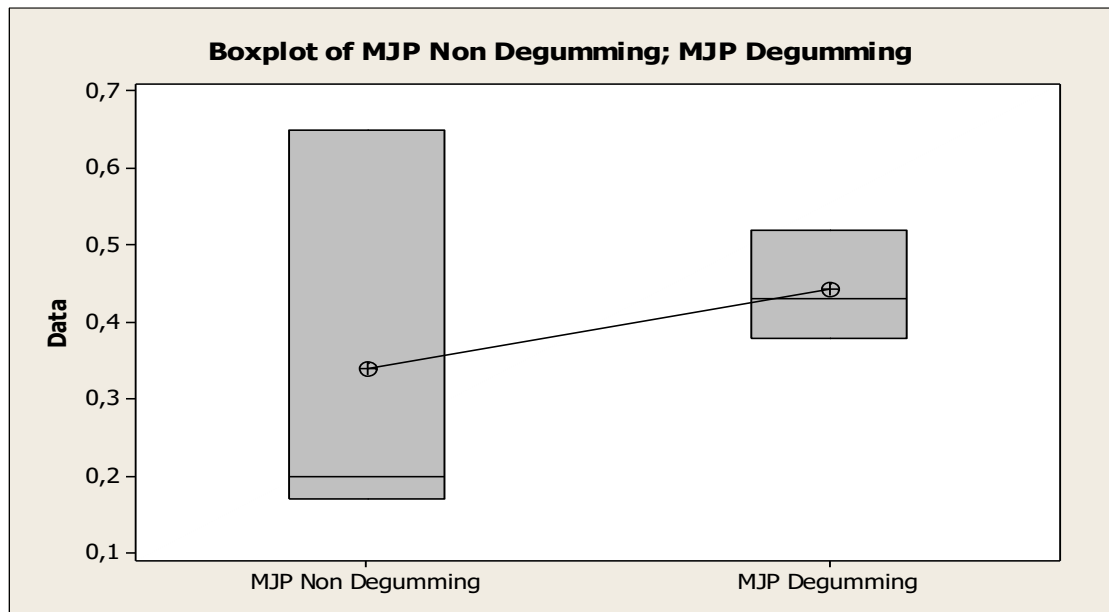 Boxplot of MJP Non Degumming; MJP Degumming
0,7
0,6
0,5
0,4
0,3
0,2
0,1
Data
MJP Non Degumming
MJP Degumming